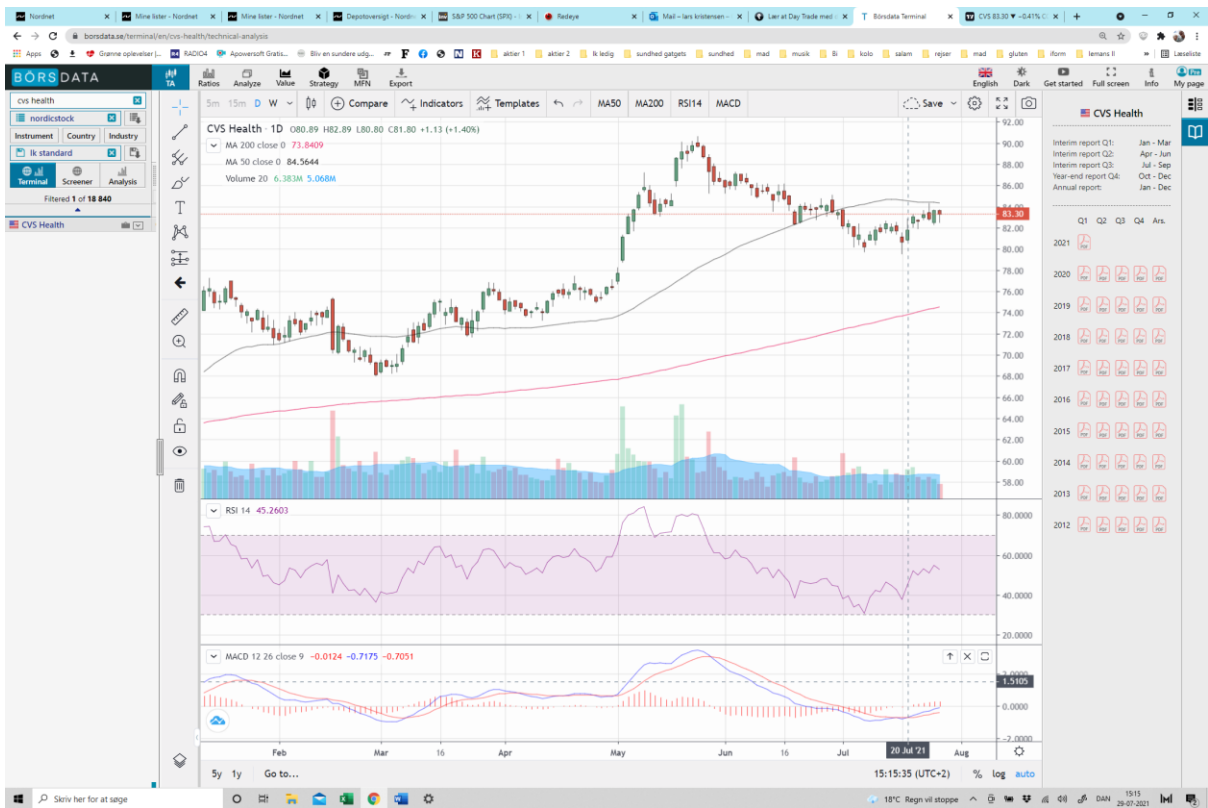 Nordnet
Mine lister - Nordnet
Mine lister - Nordnet
Depotoversigt - Nordn
S&P 500 Chart (SPX) –
Redeye
Mail – lars kristensen –
Lær at Day Trade med
Börsdata Terminal
CVS 83,30 ▼ −0.41%
borsdata.se/terminal/en/cvs-health/technical-analysis
Apps
Grønne oplevelser
RADIO4
Apowersoft Gratis...
Bliv en sundere udg...
aktier 1
aktier 2
lk ledig
sundhed gatgets
sundhed
mad
musik
Bi
kolo
salam
rejser
mad
gluten
iform
lemans II
Læseliste
BÖRSDATA
TA
Ratios
Analyze
Value
Strategy
MFN
Export
English
Dark
Get started
Full screen
Info
My page
Pro
cvs health
nordicstock
Instrument
Country
Industry
lk standard
Terminal
Screener
Analysis
Filtered 1 of 18 840
CVS Health
5m 15m D W
Compare
Indicators
Templates
MA50
MA200
RSI14
MACD
Save
CVS Health · 1D O80.89 H82.89 L80.80 C81.80 +1.13 (+1.40%)
MA 200 close 0 73.8409
MA 50 close 0 84.5644
Volume 20 6.383M 5.068M
92.00
90.00
88.00
86.00
84.00
83.30
82.00
80.00
78.00
76.00
74.00
72.00
70.00
68.00
66.00
64.00
62.00
60.00
58.00
RSI 14 45.2603
80.0000
60.0000
40.0000
20.0000
MACD 12 26 close 9 −0.0124 −0.7175 −0.7051
1.5105
0.0000
−2.0000
Feb
Mar
16
Apr
May
Jun
16
Jul
20 Jul '21
Aug
5y 1y Go to...
15:15:35 (UTC+2)
% log auto
CVS Health
Interim report Q1: Jan - Mar
Interim report Q2: Apr - Jun
Interim report Q3: Jul - Sep
Year-end report Q4: Oct - Dec
Annual report: Jan - Dec
Q1 Q2 Q3 Q4 Ars.
2021
2020
2019
2018
2017
2016
2015
2014
2013
2012
Skriv her for at søge
18°C Regn vil stoppe
DAN
15:15
29-07-2021